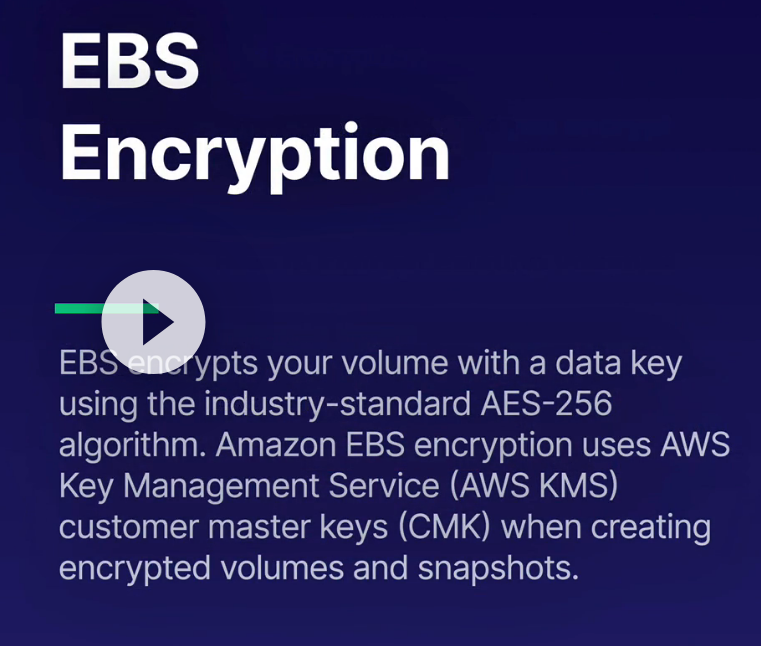 EBS
Encryption
EBS encrypts your volume with a data key
using the industry-standard AES-256
algorithm. Amazon EBS encryption uses AWS
Key Management Service (AWS KMS)
customer master keys (CMK) when creating
encrypted volumes and snapshots.